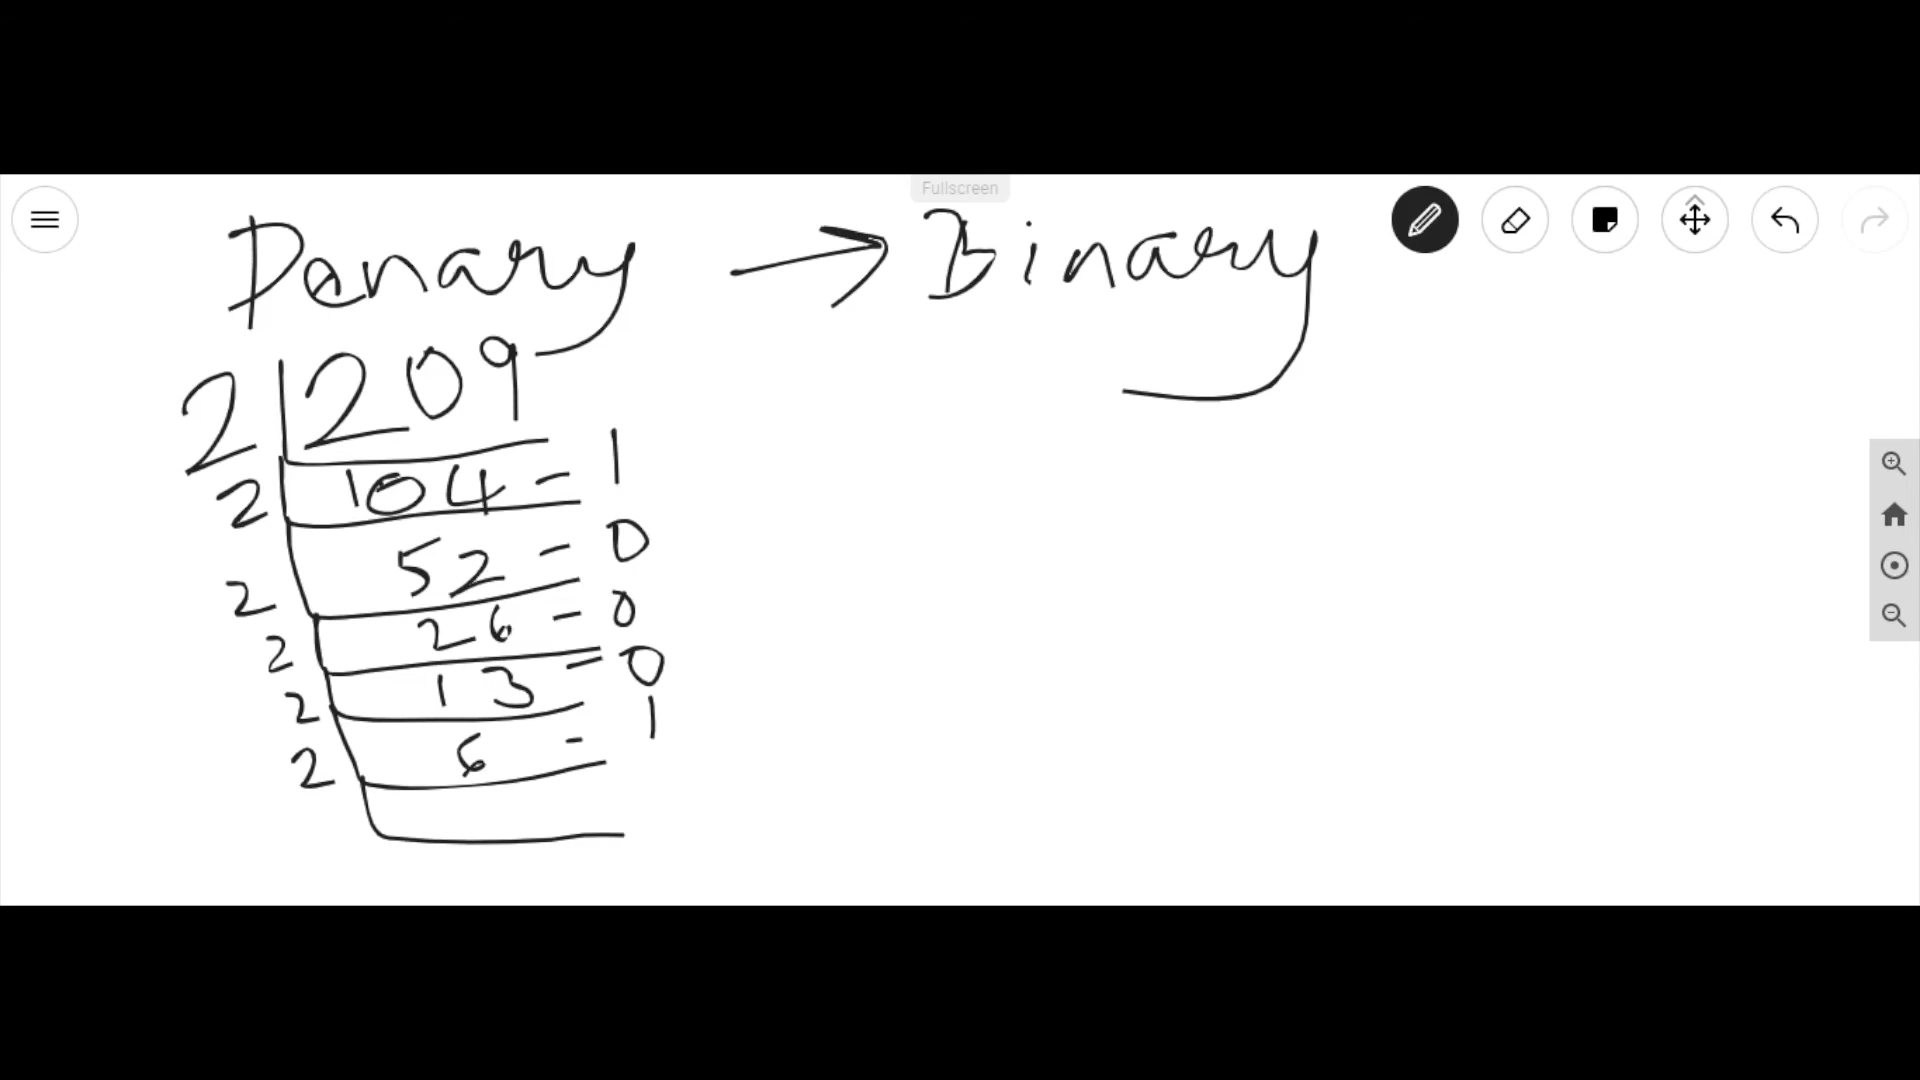 Fullscreen
Denary → Binary
2 | 209
2 | 104 - 1
52 - 0
2 | 26 - 0
2 | 13 = 0
2 | 6 - 1
2